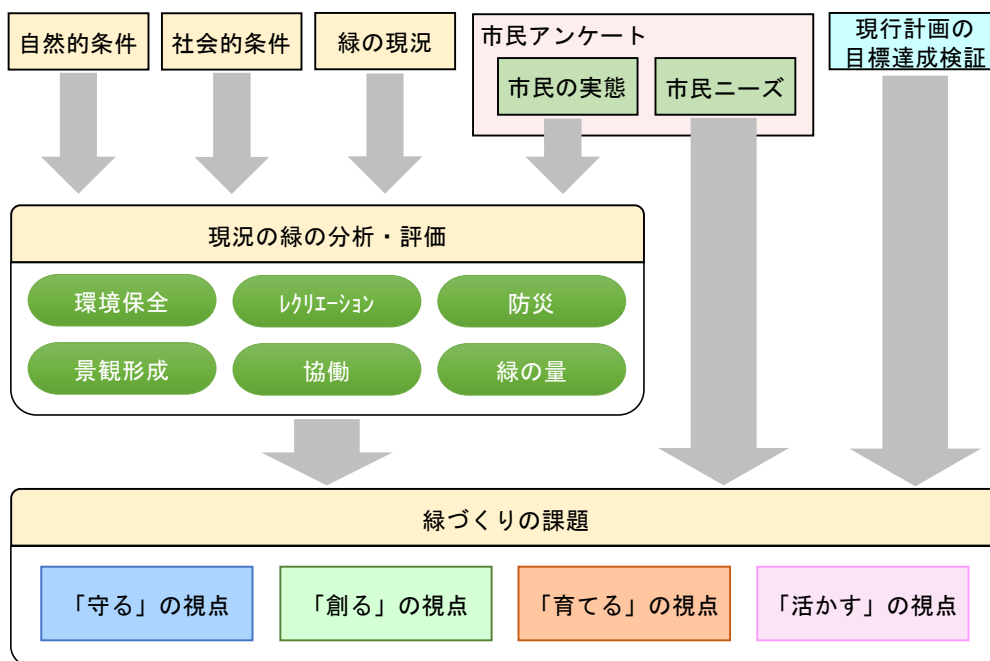 自然的条件
社会的条件
緑の現況
市民アンケート
市民の実態
市民ニーズ
現行計画の
目標達成検証
現況の緑の分析・評価
環境保全
ﾚｸﾘｴｰｼｮﾝ
防災
景観形成
協働
緑の量
緑づくりの課題
「守る」の視点
「創る」の視点
「育てる」の視点
「活かす」の視点